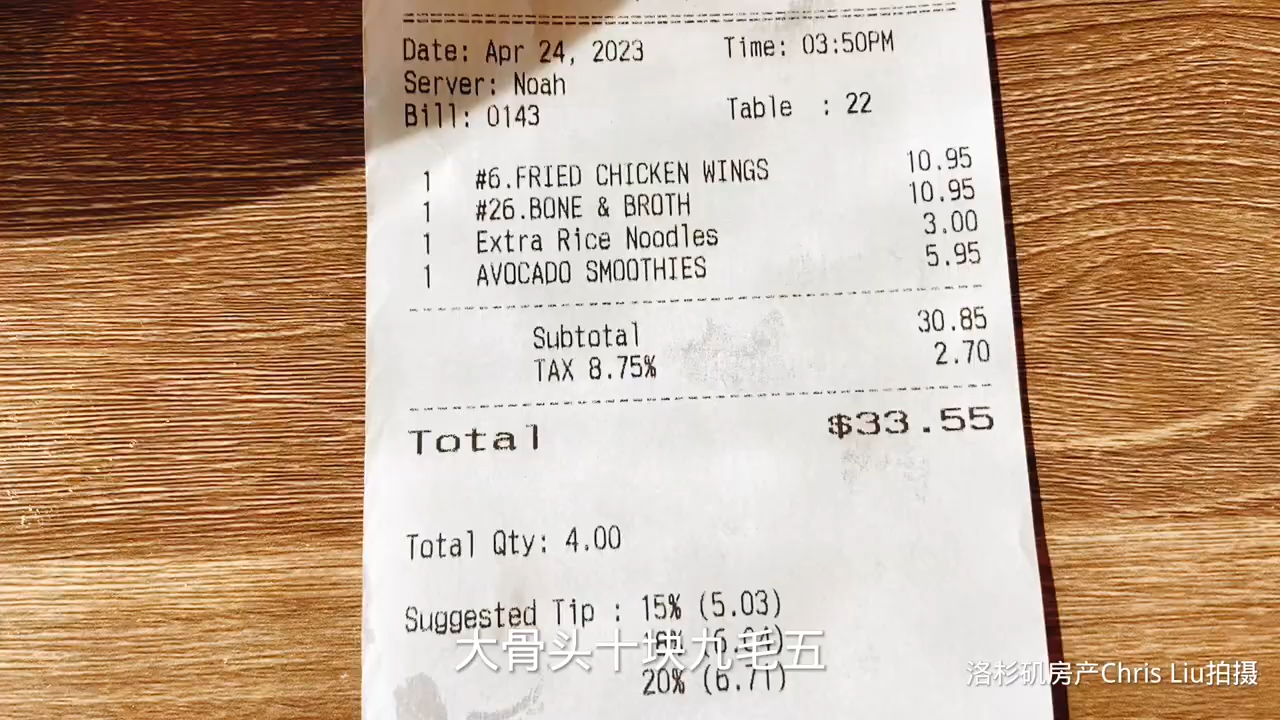 Date: Apr 24, 2023 Time: 03:50PM
Server: Noah
Bill: 0143 Table : 22
1 #6.FRIED CHICKEN WINGS 10.95
1 #26.BONE & BROTH 10.95
1 Extra Rice Noodles 3.00
1 AVOCADO SMOOTHIES 5.95
Subtotal 30.85
TAX 8.75% 2.70
Total $33.55
Total Qty: 4.00
Suggested Tip : 15% (5.03)
18% (6.04)
大骨头十块九毛五
20% (6.71)
洛杉矶房产Chris Liu拍摄